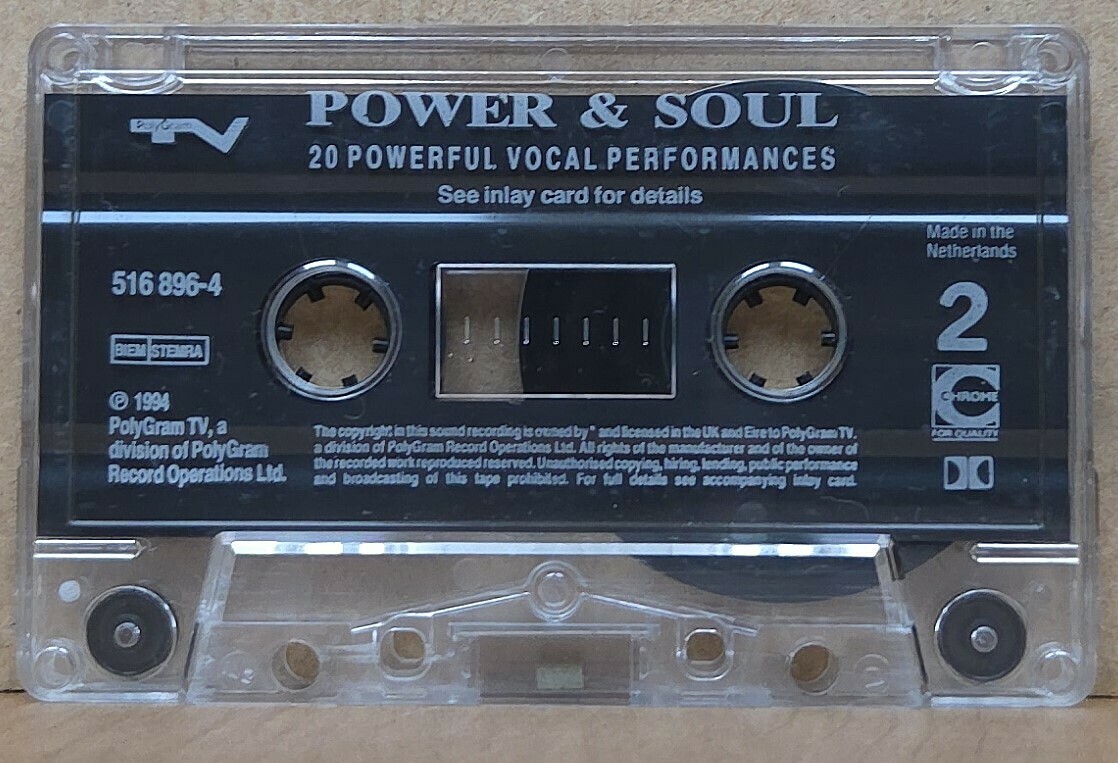 PolyGram TV
POWER & SOUL
20 POWERFUL VOCAL PERFORMANCES
See inlay card for details
Made in the
Netherlands
516 896-4
2
BIEM STEMRA
CHROME
FOR QUALITY
℗ 1994
PolyGram TV, a
division of PolyGram
Record Operations Ltd.
The copyright in this sound recording is owned by " and licensed in the UK and Eire to PolyGram TV,
a division of PolyGram Record Operations Ltd. All rights of the manufacturer and of the owner of
the recorded work reproduced reserved. Unauthorised copying, hiring, lending, public performance
and broadcasting of this tape prohibited. For full details see accompanying inlay card.